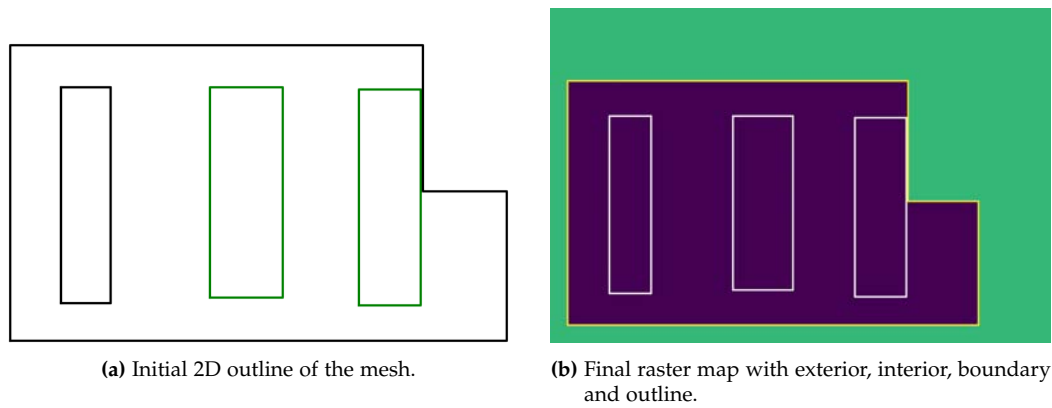 (a) Initial 2D outline of the mesh.
(b) Final raster map with exterior, interior, boundary
and outline.